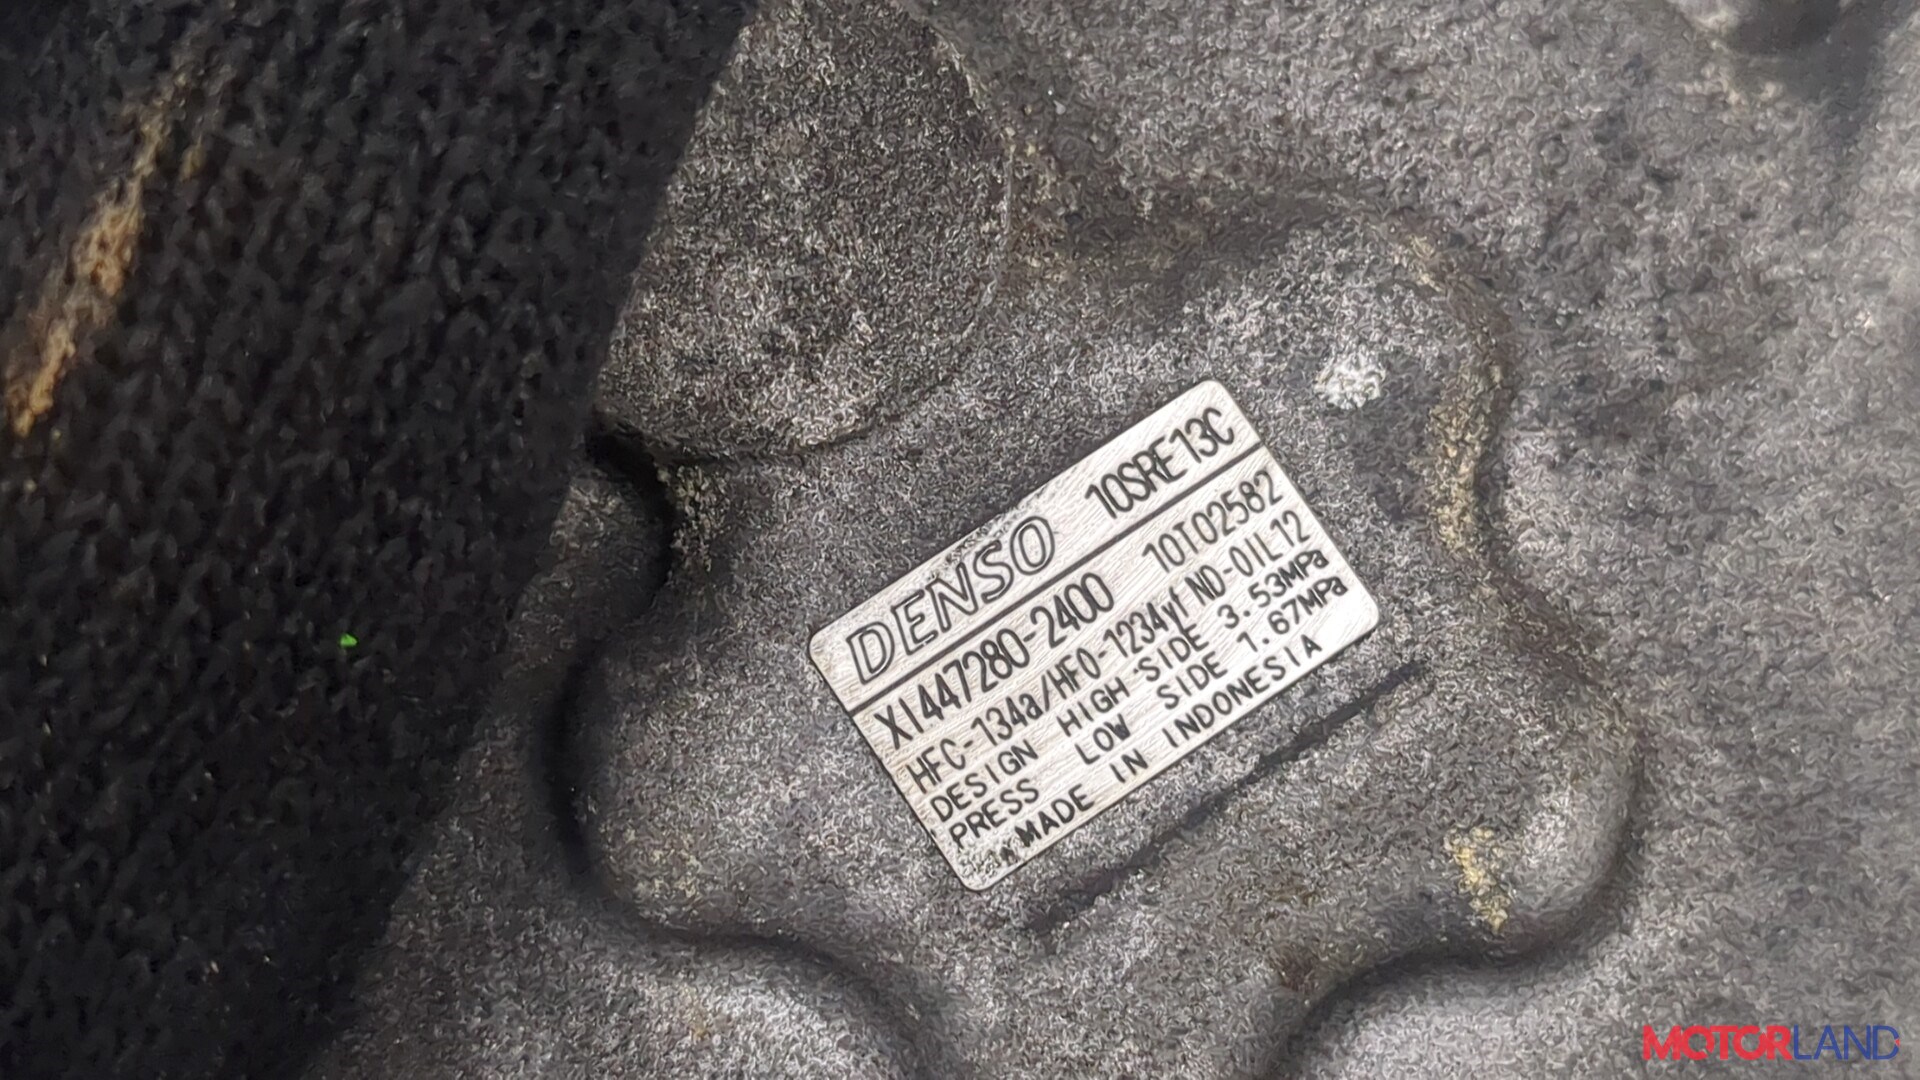 DENSO 10SRE13C
XI447280-2400 10T02582
HFC-134a/HFO-1234yf ND-OIL12
DESIGN HIGH SIDE 3.53MPa
PRESS LOW SIDE 1.67MPa
MADE IN INDONESIA
MOTORLAND